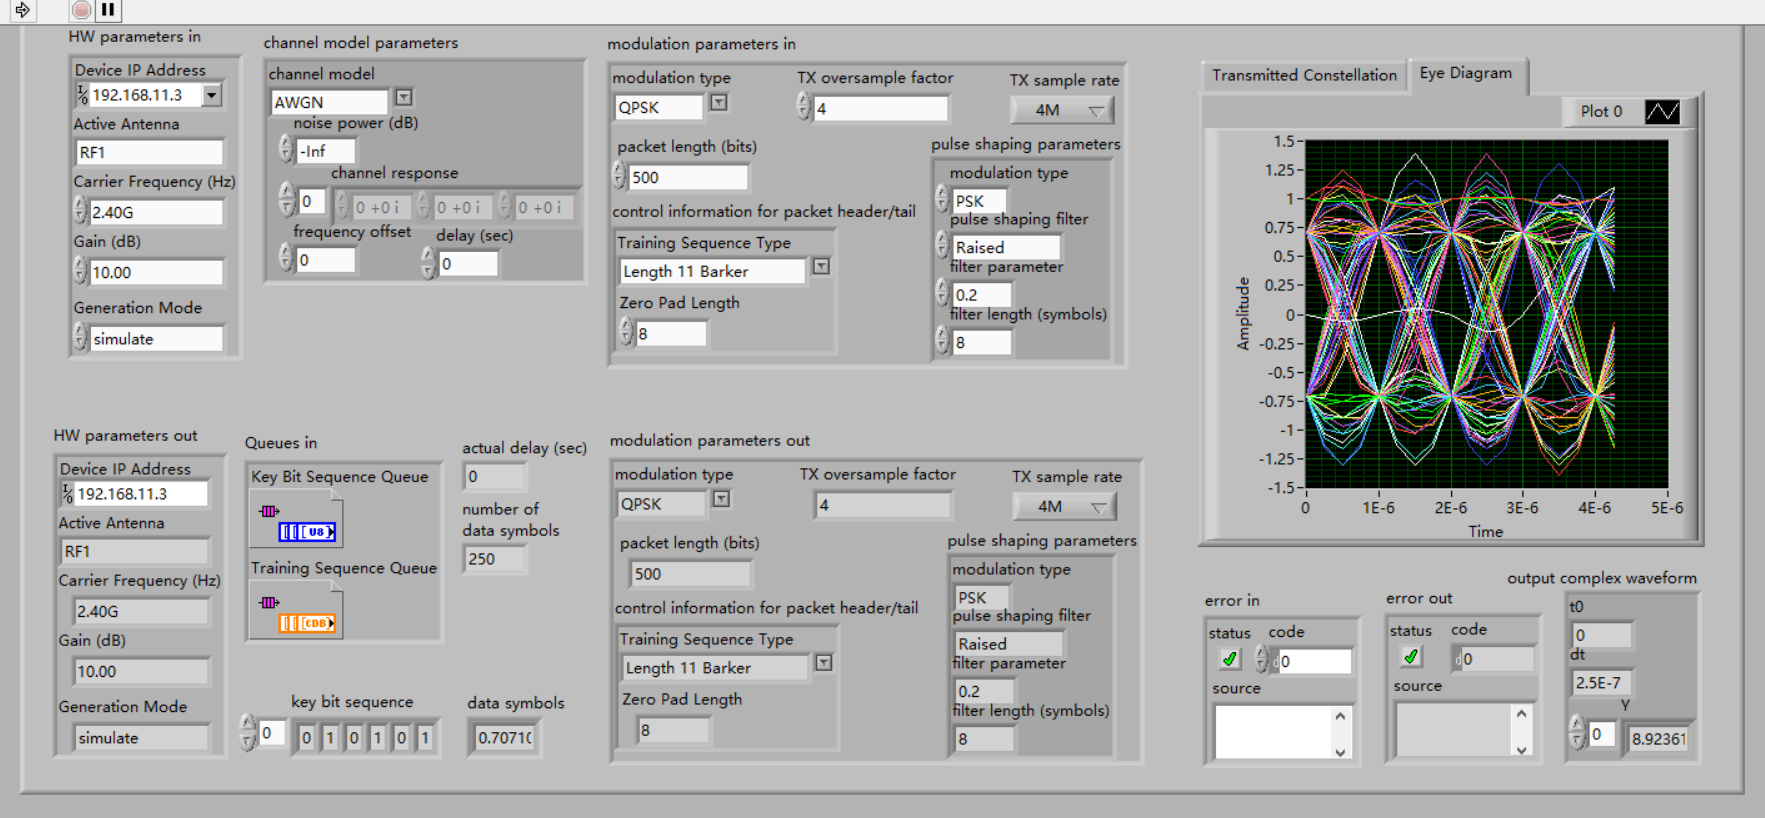 HW parameters in
Device IP Address
192.168.11.3
Active Antenna
RF1
Carrier Frequency (Hz)
2.40G
Gain (dB)
10.00
Generation Mode
simulate
channel model parameters
channel model
AWGN
noise power (dB)
-Inf
channel response
0 0 +0 i 0 +0 i 0 +0 i
frequency offset delay (sec)
0 0
modulation parameters in
modulation type TX oversample factor TX sample rate
QPSK 4 4M
packet length (bits)
500
control information for packet header/tail
Training Sequence Type
Length 11 Barker
Zero Pad Length
8
pulse shaping parameters
modulation type
PSK
pulse shaping filter
Raised
filter parameter
0.2
filter length (symbols)
8
Transmitted Constellation Eye Diagram
Plot 0
Amplitude
1.5
1.25
1
0.75
0.5
0.25
0
-0.25
-0.5
-0.75
-1
-1.25
-1.5
0 1E-6 2E-6 3E-6 4E-6 5E-6
Time
HW parameters out
Device IP Address
192.168.11.3
Active Antenna
RF1
Carrier Frequency (Hz)
2.40G
Gain (dB)
10.00
Generation Mode
simulate
Queues in
Key Bit Sequence Queue
[[[U8]
Training Sequence Queue
[[[CDB]
actual delay (sec)
0
number of
data symbols
250
key bit sequence
0 0 1 0 1 0 1
data symbols
0.7071(
modulation parameters out
modulation type TX oversample factor TX sample rate
QPSK 4 4M
packet length (bits)
500
control information for packet header/tail
Training Sequence Type
Length 11 Barker
Zero Pad Length
8
pulse shaping parameters
modulation type
PSK
pulse shaping filter
Raised
filter parameter
0.2
filter length (symbols)
8
error in
status code
d0
source
error out
status code
d0
source
output complex waveform
t0
0
dt
2.5E-7
Y
0 8.92361